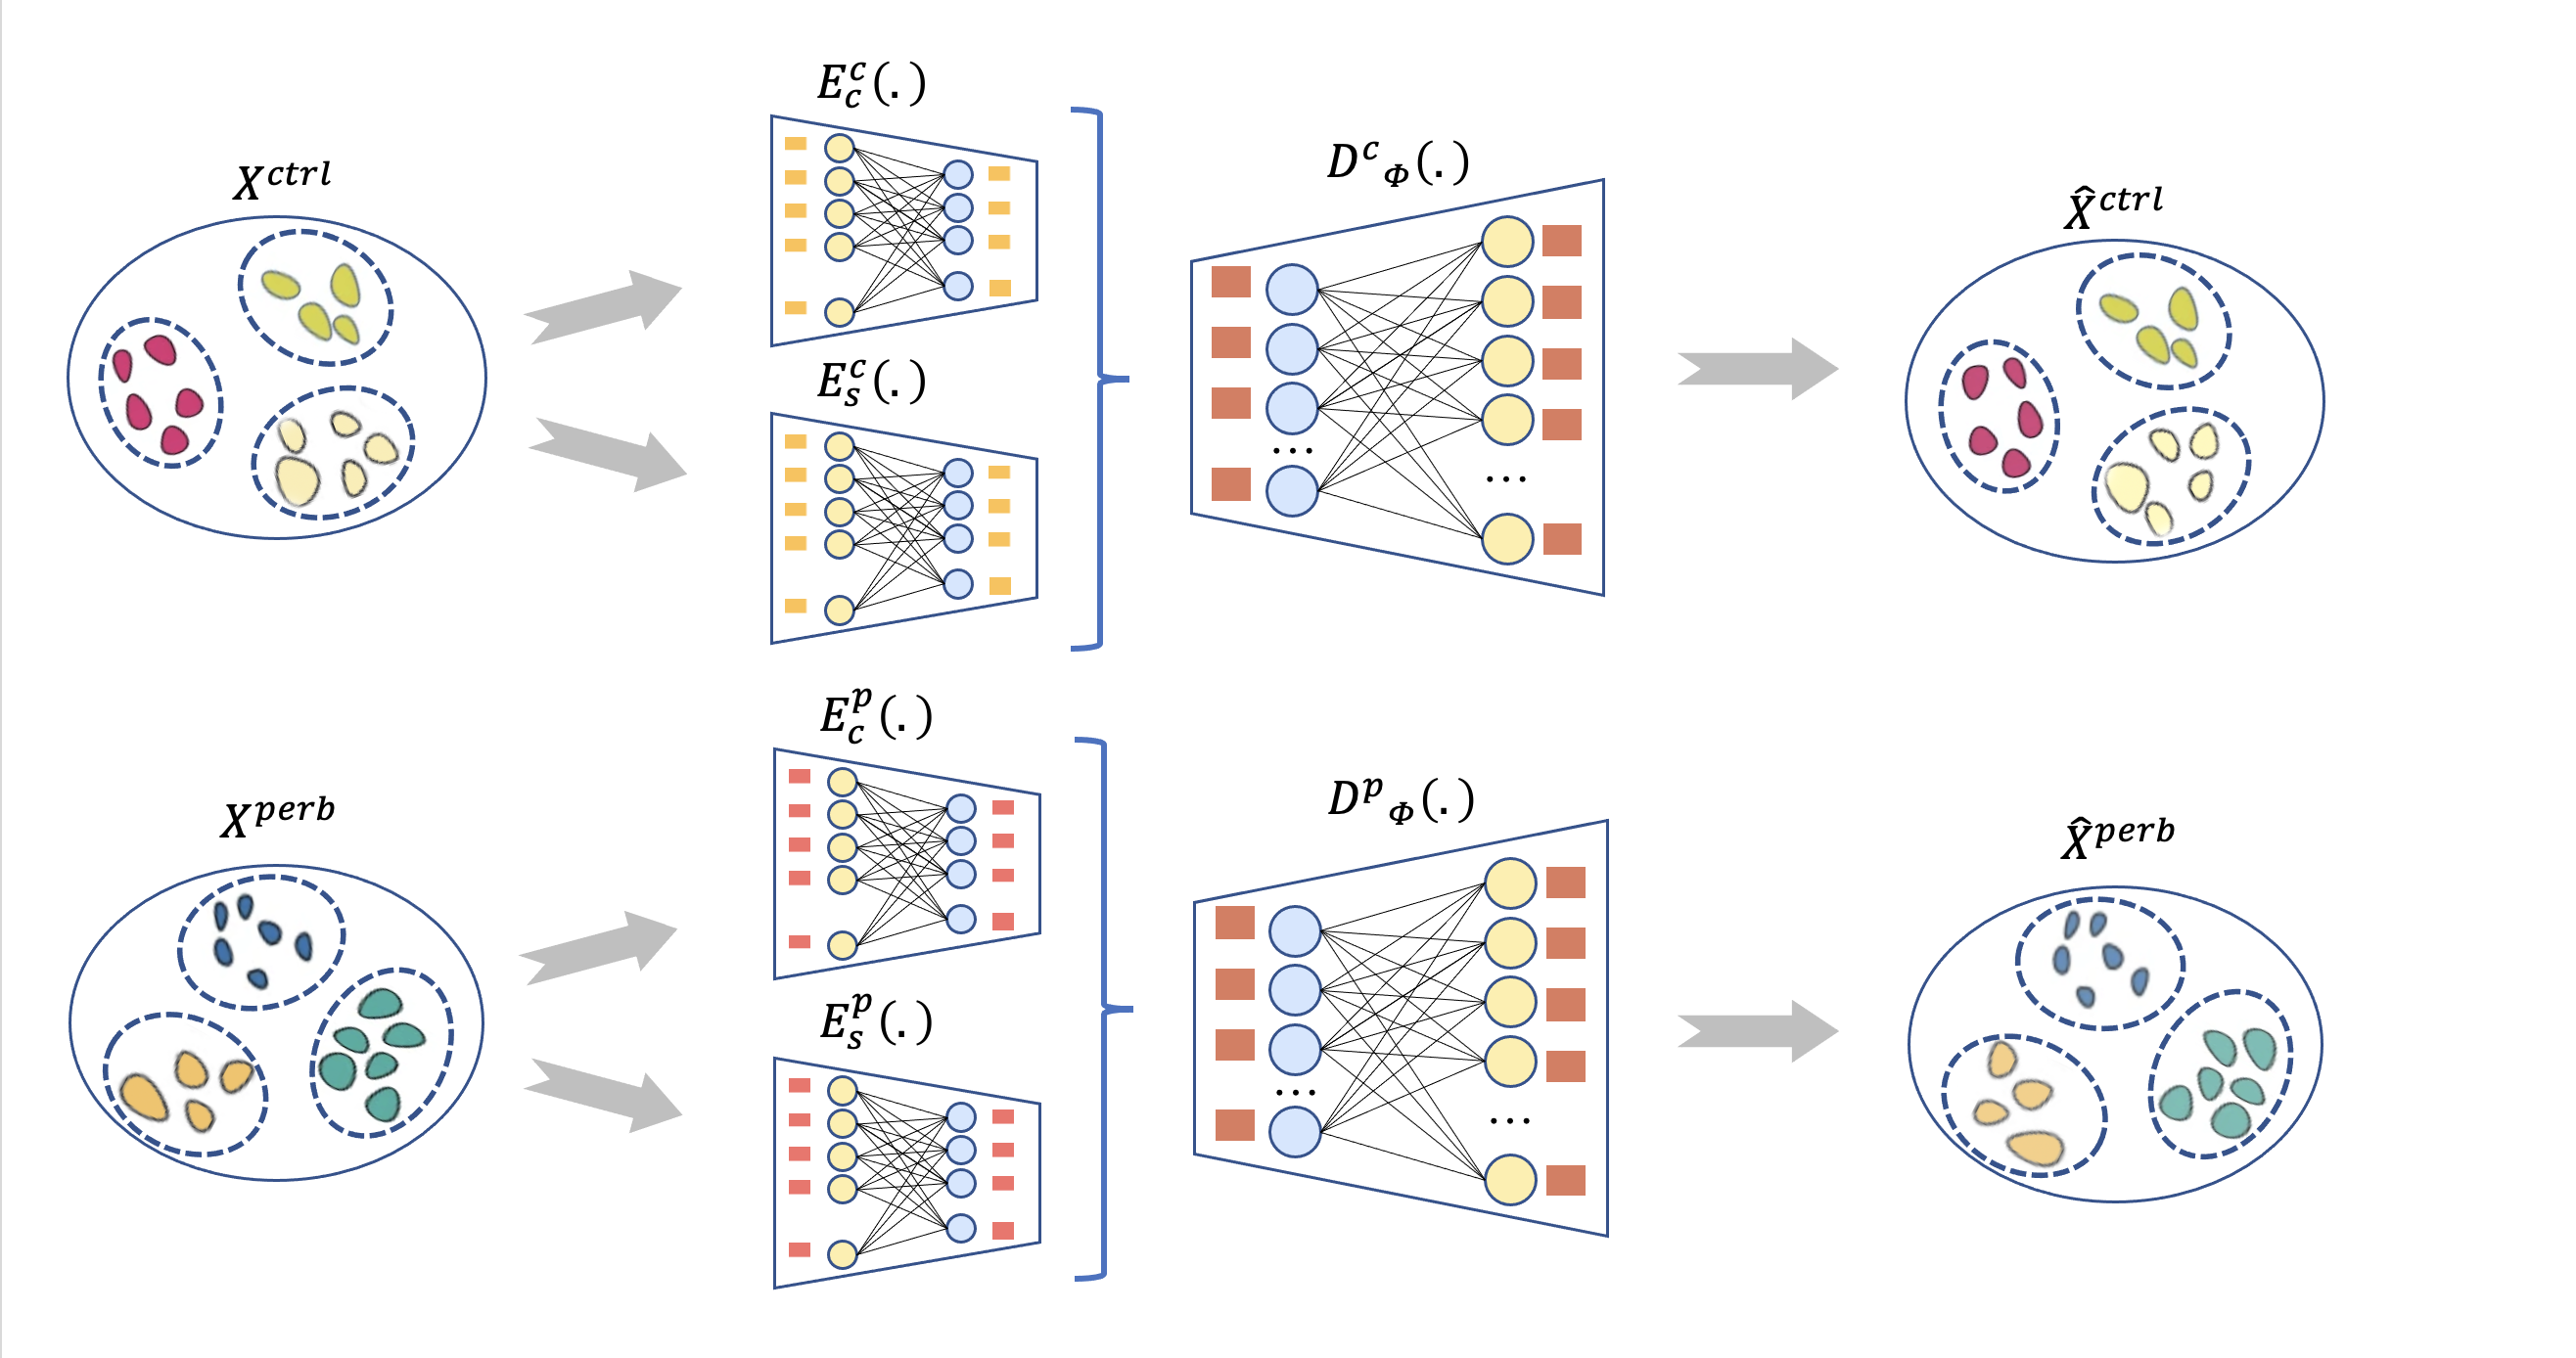 X^ctrl
E_c^c(.)
E_s^c(.)
D^c_Φ(.)
...
...
X̂^ctrl
X^perb
E_c^p(.)
E_s^p(.)
D^p_Φ(.)
...
...
X̂^perb